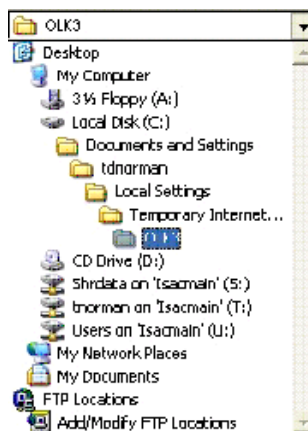 OLK3
Desktop
My Computer
3½ Floppy (A:)
Local Disk (C:)
Documents and Settings
tdnorman
Local Settings
Temporary Internet...
OLK3
CD Drive (D:)
Shrdata on 'Isacmain' (S:)
tnorman on 'Isacmain' (T:)
Users on 'Isacmain' (U:)
My Network Places
My Documents
FTP Locations
Add/Modify FTP Locations